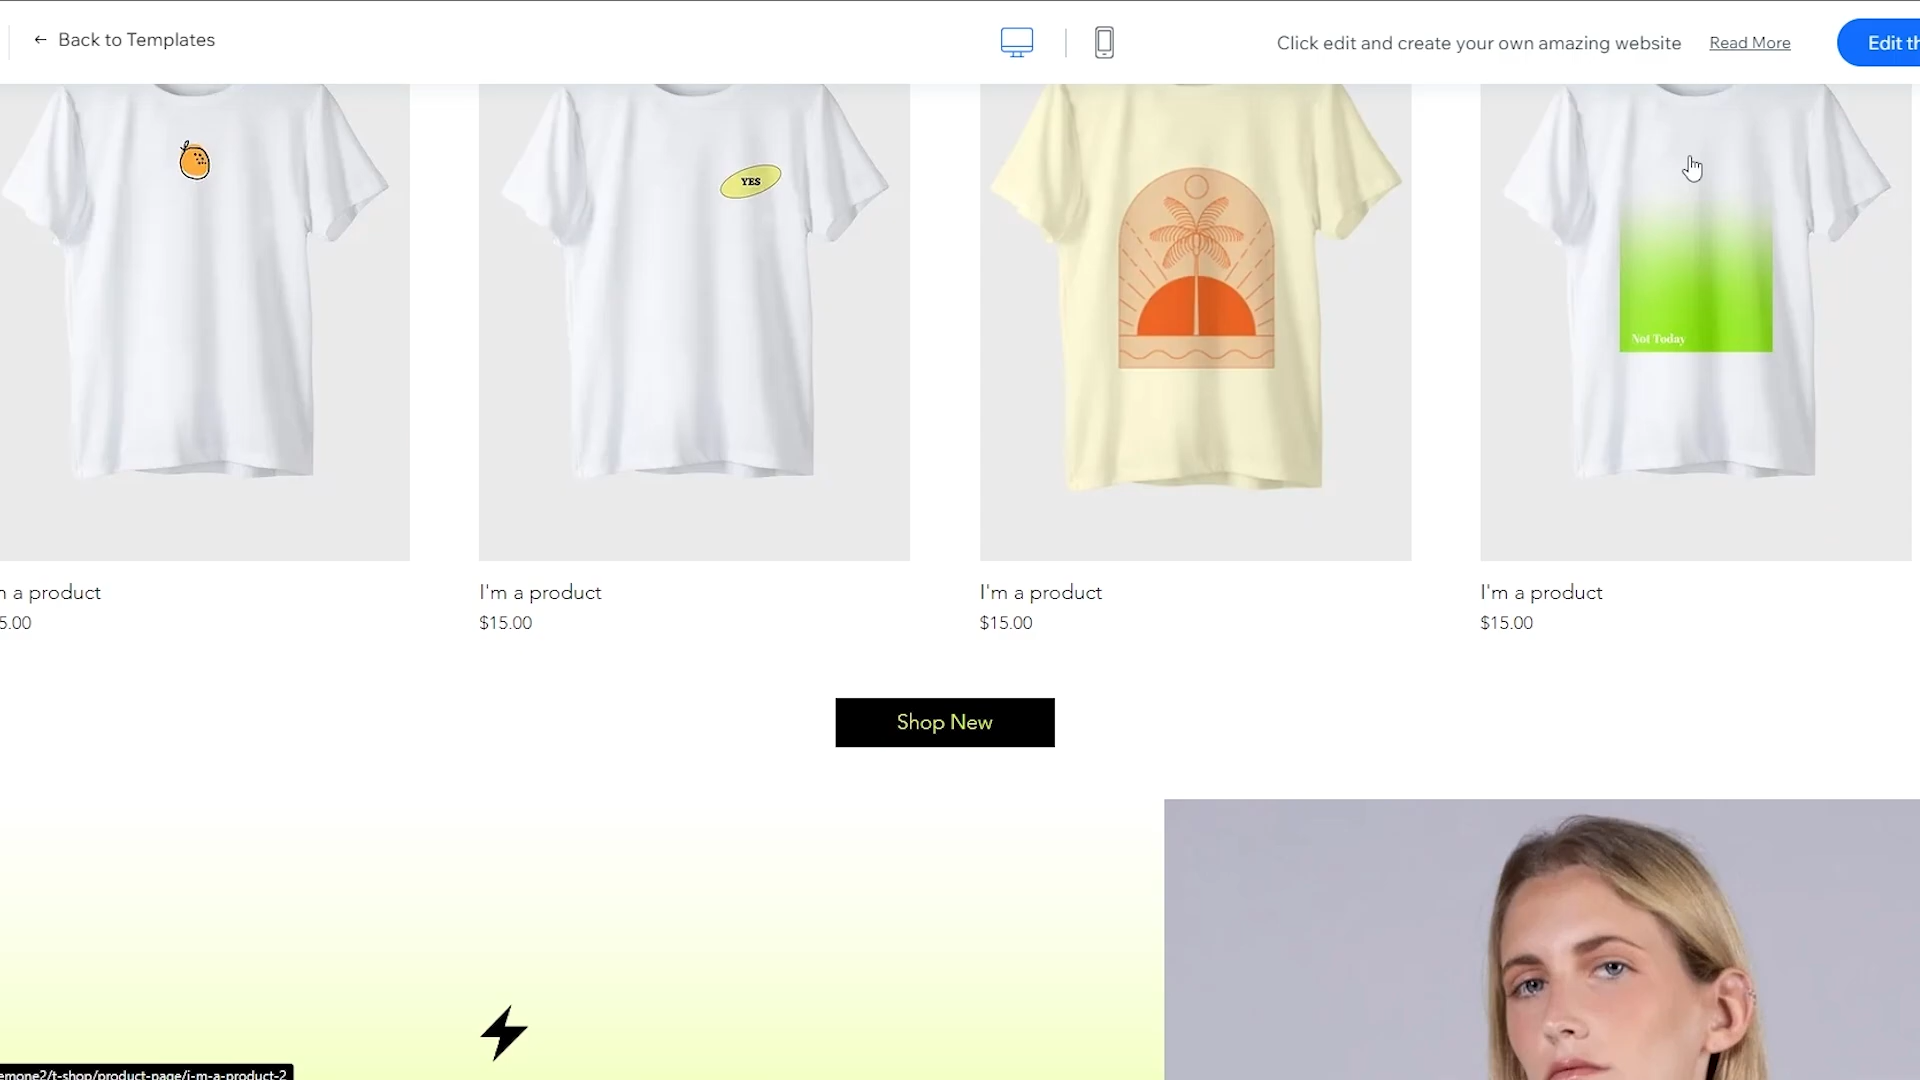 ← Back to Templates
Click edit and create your own amazing website
Read More
Edit th
YES
Not Today
n a product
I'm a product
I'm a product
I'm a product
5.00
$15.00
$15.00
$15.00
Shop New
emone2/t-shop/product-page/i-m-a-product-2